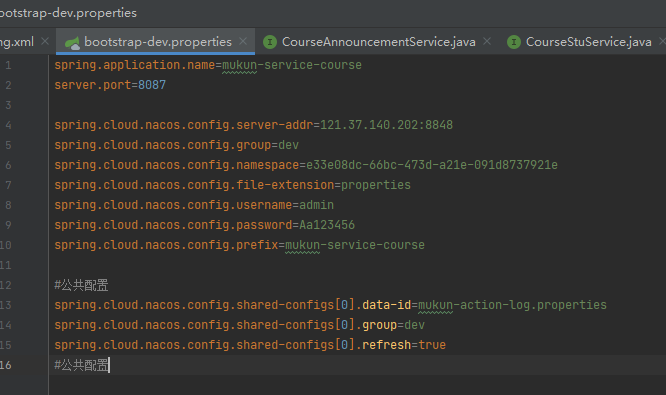 ootstrap-dev.properties
ng.xml
bootstrap-dev.properties
CourseAnnouncementService.java
CourseStuService.java
1 spring.application.name=mukun-service-course
2 server.port=8087
3
4 spring.cloud.nacos.config.server-addr=121.37.140.202:8848
5 spring.cloud.nacos.config.group=dev
6 spring.cloud.nacos.config.namespace=e33e08dc-66bc-473d-a21e-091d8737921e
7 spring.cloud.nacos.config.file-extension=properties
8 spring.cloud.nacos.config.username=admin
9 spring.cloud.nacos.config.password=Aa123456
10 spring.cloud.nacos.config.prefix=mukun-service-course
11
12 #公共配置
13 spring.cloud.nacos.config.shared-configs[0].data-id=mukun-action-log.properties
14 spring.cloud.nacos.config.shared-configs[0].group=dev
15 spring.cloud.nacos.config.shared-configs[0].refresh=true
16 #公共配置